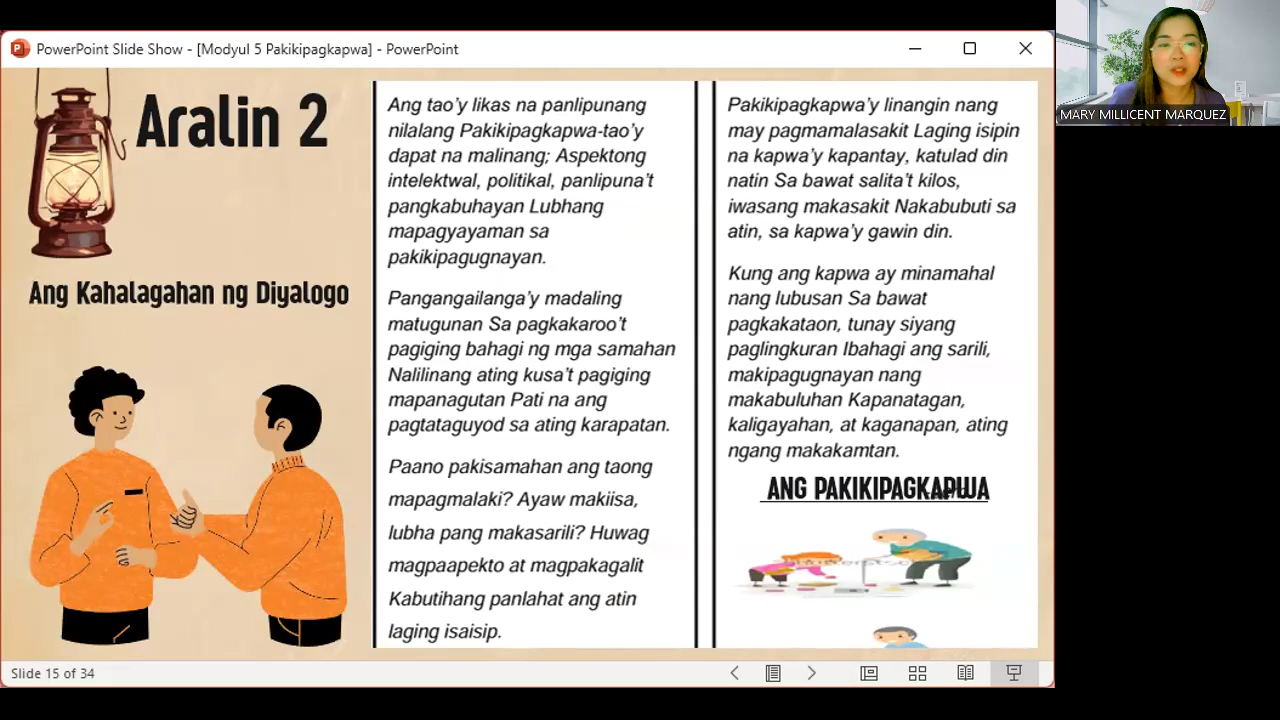 PowerPoint Slide Show - [Modyul 5 Pakikipagkapwa] - PowerPoint
MARY MILLICENT MARQUEZ
Aralin 2
Ang Kahalagahan ng Diyalogo
Ang tao'y likas na panlipunang
nilalang Pakikipagkapwa-tao'y
dapat na malinang; Aspektong
intelektwal, politikal, panlipuna't
pangkabuhayan Lubhang
mapagyayaman sa
pakikipagugnayan.
Pangangailanga'y madaling
matugunan Sa pagkakaroo't
pagiging bahagi ng mga samahan
Nalilinang ating kusa't pagiging
mapanagutan Pati na ang
pagtataguyod sa ating karapatan.
Paano pakisamahan ang taong
mapagmalaki? Ayaw makiisa,
lubha pang makasarili? Huwag
magpaapekto at magpakagalit
Kabutihang panlahat ang atin
laging isaisip.
Pakikipagkapwa'y linangin nang
may pagmamalasakit Laging isipin
na kapwa'y kapantay, katulad din
natin Sa bawat salita't kilos,
iwasang makasakit Nakabubuti sa
atin, sa kapwa'y gawin din.
Kung ang kapwa ay minamahal
nang lubusan Sa bawat
pagkakataon, tunay siyang
paglingkuran Ibahagi ang sarili,
makipagugnayan nang
makabuluhan Kapanatagan,
kaligayahan, at kaganapan, ating
ngang makakamtan.
ANG PAKIKIPAGKAPWA
Slide 15 of 34